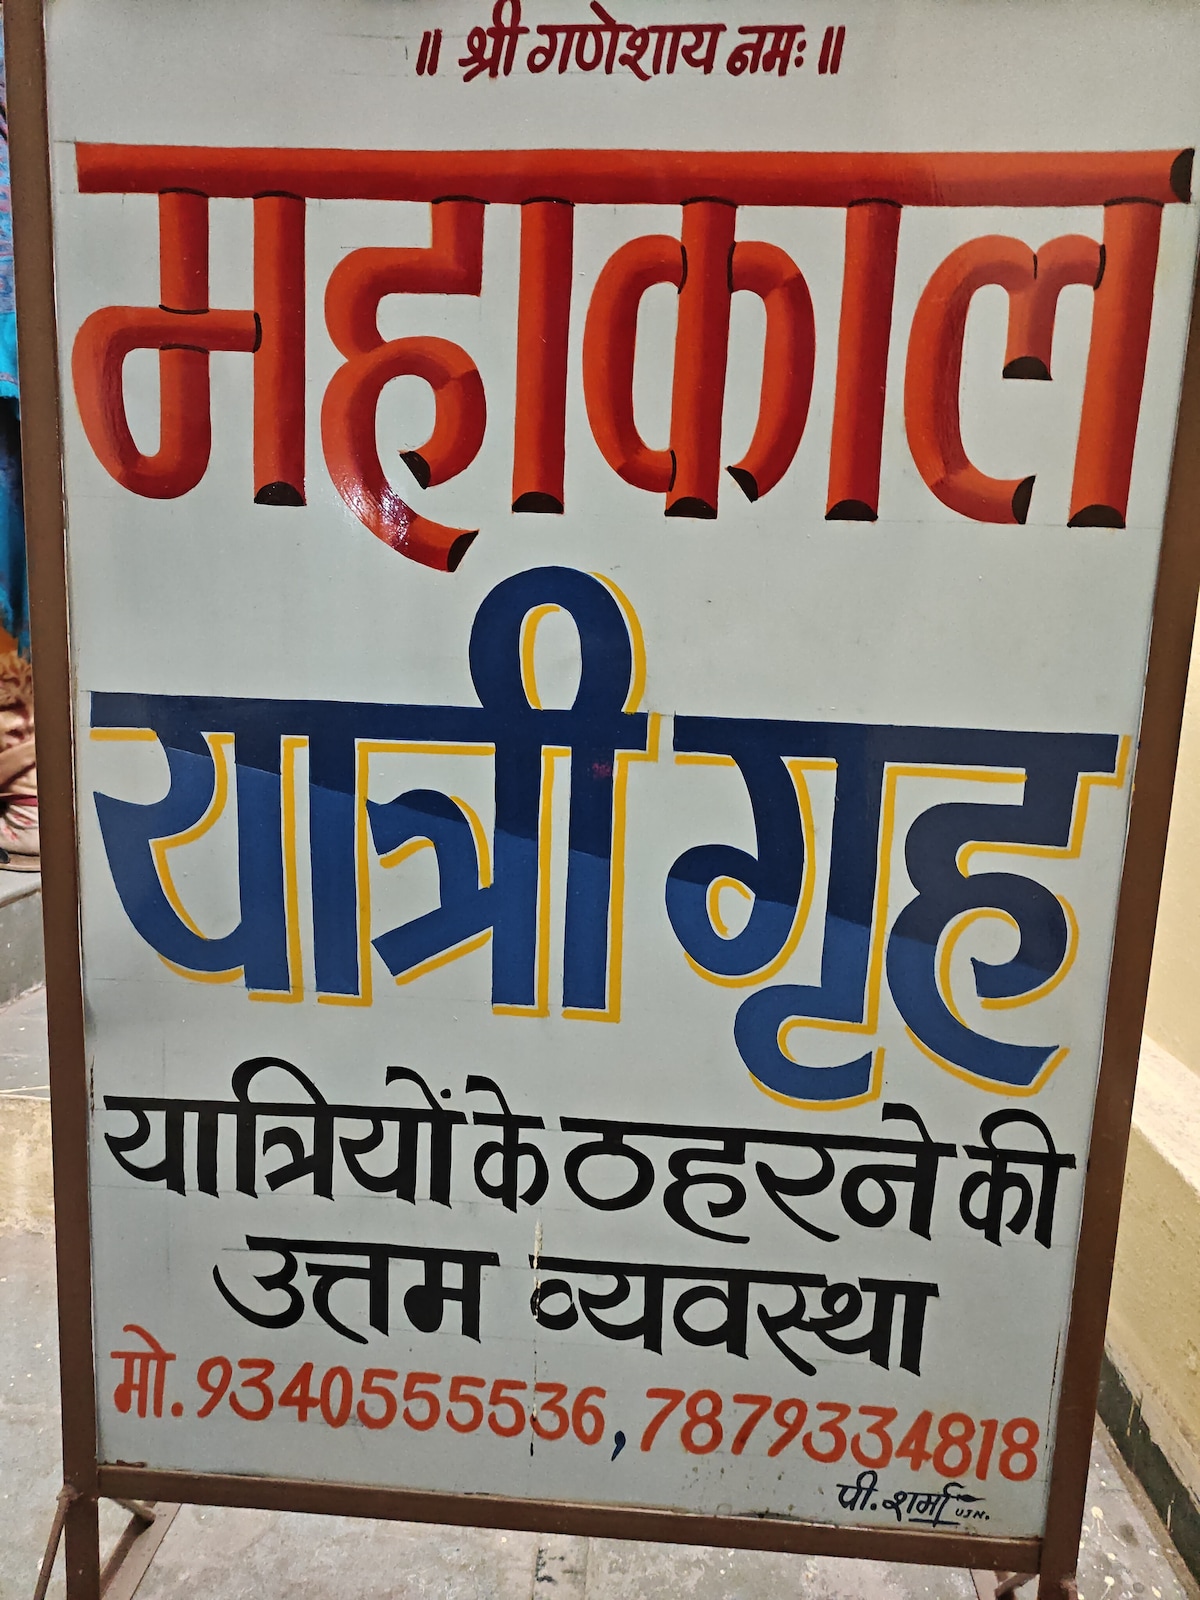 ॥ श्री गणेशाय नमः ॥
महाकाल
यात्री गृह
यात्रियों के ठहरने की
उत्तम व्यवस्था
मो. 9340555536, 7879334818
पी. शर्मा UJN.